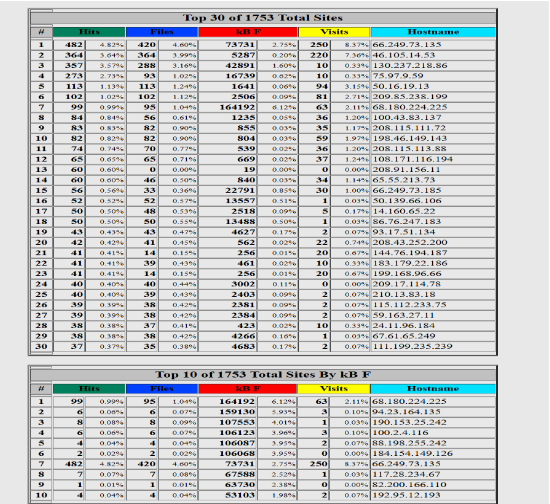 Top 30 of 1753 Total Sites
# Hits Files kB F Visits Hostname
1 482 4.82% 420 4.60% 73731 2.75% 250 8.37% 66.249.73.135
2 364 3.64% 364 3.99% 5287 0.20% 220 7.36% 46.105.14.53
3 357 3.57% 288 3.16% 42891 1.60% 10 0.33% 130.237.218.86
4 273 2.73% 93 1.02% 16739 0.62% 10 0.33% 75.97.9.59
5 113 1.13% 113 1.24% 1641 0.06% 94 3.15% 50.16.19.13
6 102 1.02% 102 1.12% 2506 0.09% 81 2.71% 209.85.238.199
7 99 0.99% 95 1.04% 164192 6.12% 63 2.11% 68.180.224.225
8 84 0.84% 56 0.61% 1235 0.05% 36 1.20% 100.43.83.137
9 83 0.83% 82 0.90% 855 0.03% 35 1.17% 208.115.111.72
10 82 0.82% 82 0.90% 804 0.03% 59 1.97% 198.46.149.143
11 74 0.74% 70 0.77% 539 0.02% 36 1.20% 208.115.113.88
12 65 0.65% 65 0.71% 669 0.02% 37 1.24% 108.171.116.194
13 60 0.60% 0 0.00% 19 0.00% 0 0.00% 208.91.156.11
14 60 0.60% 46 0.50% 840 0.03% 34 1.14% 65.55.213.73
15 56 0.56% 33 0.36% 22791 0.85% 30 1.00% 66.249.73.185
16 52 0.52% 52 0.57% 13557 0.51% 1 0.03% 50.139.66.106
17 50 0.50% 48 0.53% 2518 0.09% 5 0.17% 14.160.65.22
18 50 0.50% 50 0.55% 13488 0.50% 1 0.03% 86.76.247.183
19 43 0.43% 43 0.47% 4627 0.17% 2 0.07% 93.17.51.134
20 42 0.42% 41 0.45% 562 0.02% 22 0.74% 208.43.252.200
21 41 0.41% 14 0.15% 256 0.01% 20 0.67% 144.76.194.187
22 41 0.41% 39 0.43% 461 0.02% 10 0.33% 183.179.22.186
23 41 0.41% 14 0.15% 256 0.01% 20 0.67% 199.168.96.66
24 40 0.40% 40 0.44% 3002 0.11% 0 0.00% 209.17.114.78
25 40 0.40% 39 0.43% 2403 0.09% 2 0.07% 210.13.83.18
26 39 0.39% 38 0.42% 2381 0.09% 2 0.07% 115.112.233.75
27 39 0.39% 38 0.42% 2384 0.09% 2 0.07% 59.163.27.11
28 38 0.38% 37 0.41% 423 0.02% 10 0.33% 24.11.96.184
29 38 0.38% 38 0.42% 4266 0.16% 1 0.03% 67.61.65.249
30 37 0.37% 35 0.38% 4683 0.17% 2 0.07% 111.199.235.239
Top 10 of 1753 Total Sites By kB F
# Hits Files kB F Visits Hostname
1 99 0.99% 95 1.04% 164192 6.12% 63 2.11% 68.180.224.225
2 6 0.06% 6 0.07% 159130 5.93% 3 0.10% 94.23.164.135
3 8 0.08% 8 0.09% 107553 4.01% 1 0.03% 190.153.25.242
4 6 0.06% 6 0.07% 106123 3.96% 3 0.10% 100.2.4.116
5 4 0.04% 4 0.04% 106087 3.95% 2 0.07% 88.198.255.242
6 2 0.02% 2 0.02% 106068 3.95% 0 0.00% 184.154.149.126
7 482 4.82% 420 4.60% 73731 2.75% 250 8.37% 66.249.73.135
8 7 0.07% 7 0.08% 67588 2.52% 1 0.03% 117.28.234.67
9 1 0.01% 1 0.01% 63730 2.38% 0 0.00% 82.200.166.110
10 4 0.04% 4 0.04% 53103 1.98% 2 0.07% 192.95.12.193